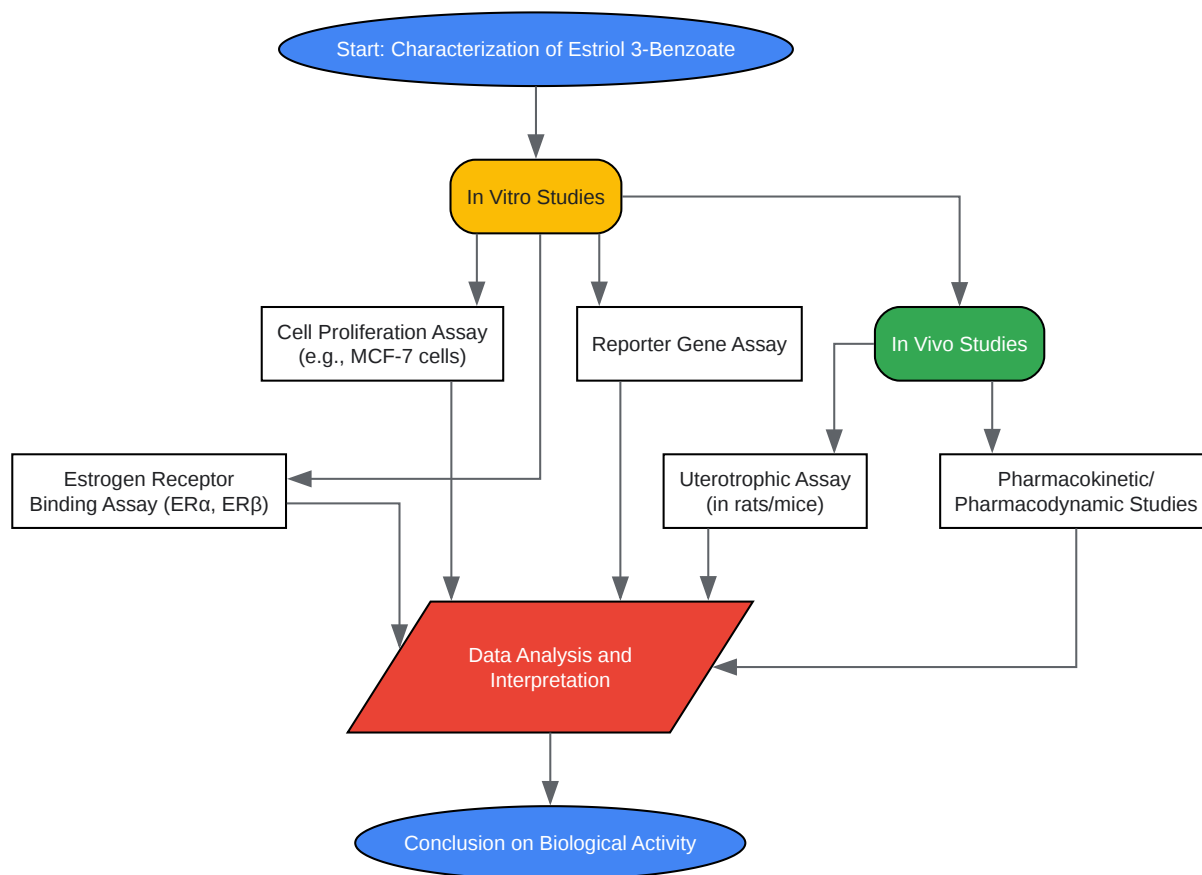 Start: Characterization of Estriol 3-Benzoate
In Vitro Studies
Cell Proliferation Assay
(e.g., MCF-7 cells)
Reporter Gene Assay
In Vivo Studies
Estrogen Receptor
Binding Assay (ERα, ERβ)
Uterotrophic Assay
(in rats/mice)
Pharmacokinetic/
Pharmacodynamic Studies
Data Analysis and
Interpretation
Conclusion on Biological Activity